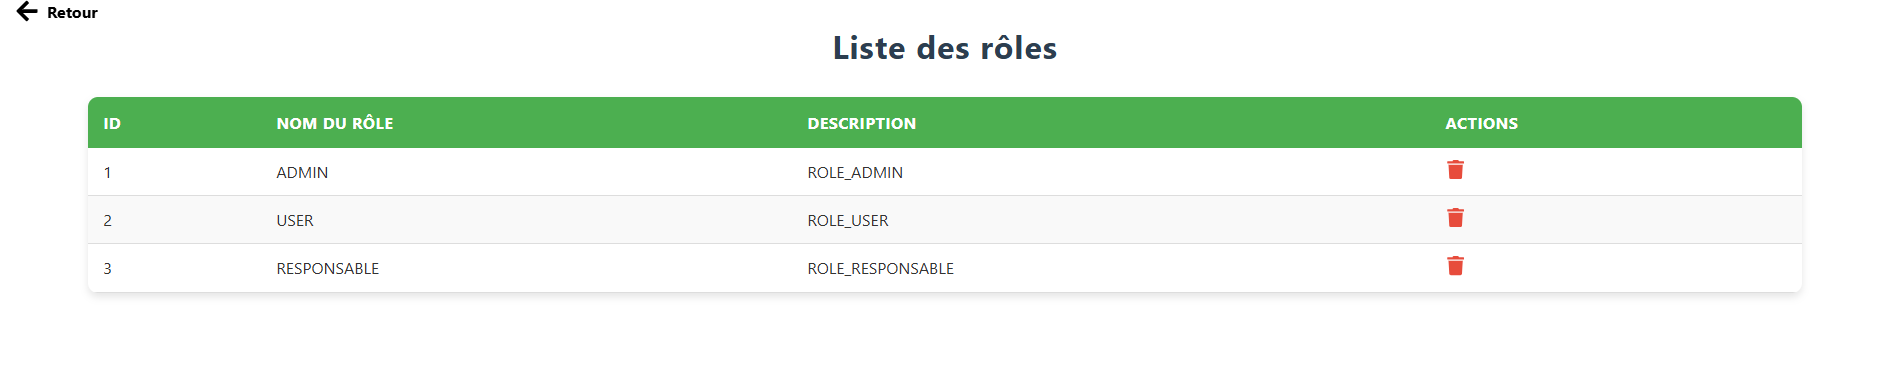 Retour
Liste des rôles
ID NOM DU RÔLE DESCRIPTION ACTIONS
1 ADMIN ROLE_ADMIN
2 USER ROLE_USER
3 RESPONSABLE ROLE_RESPONSABLE